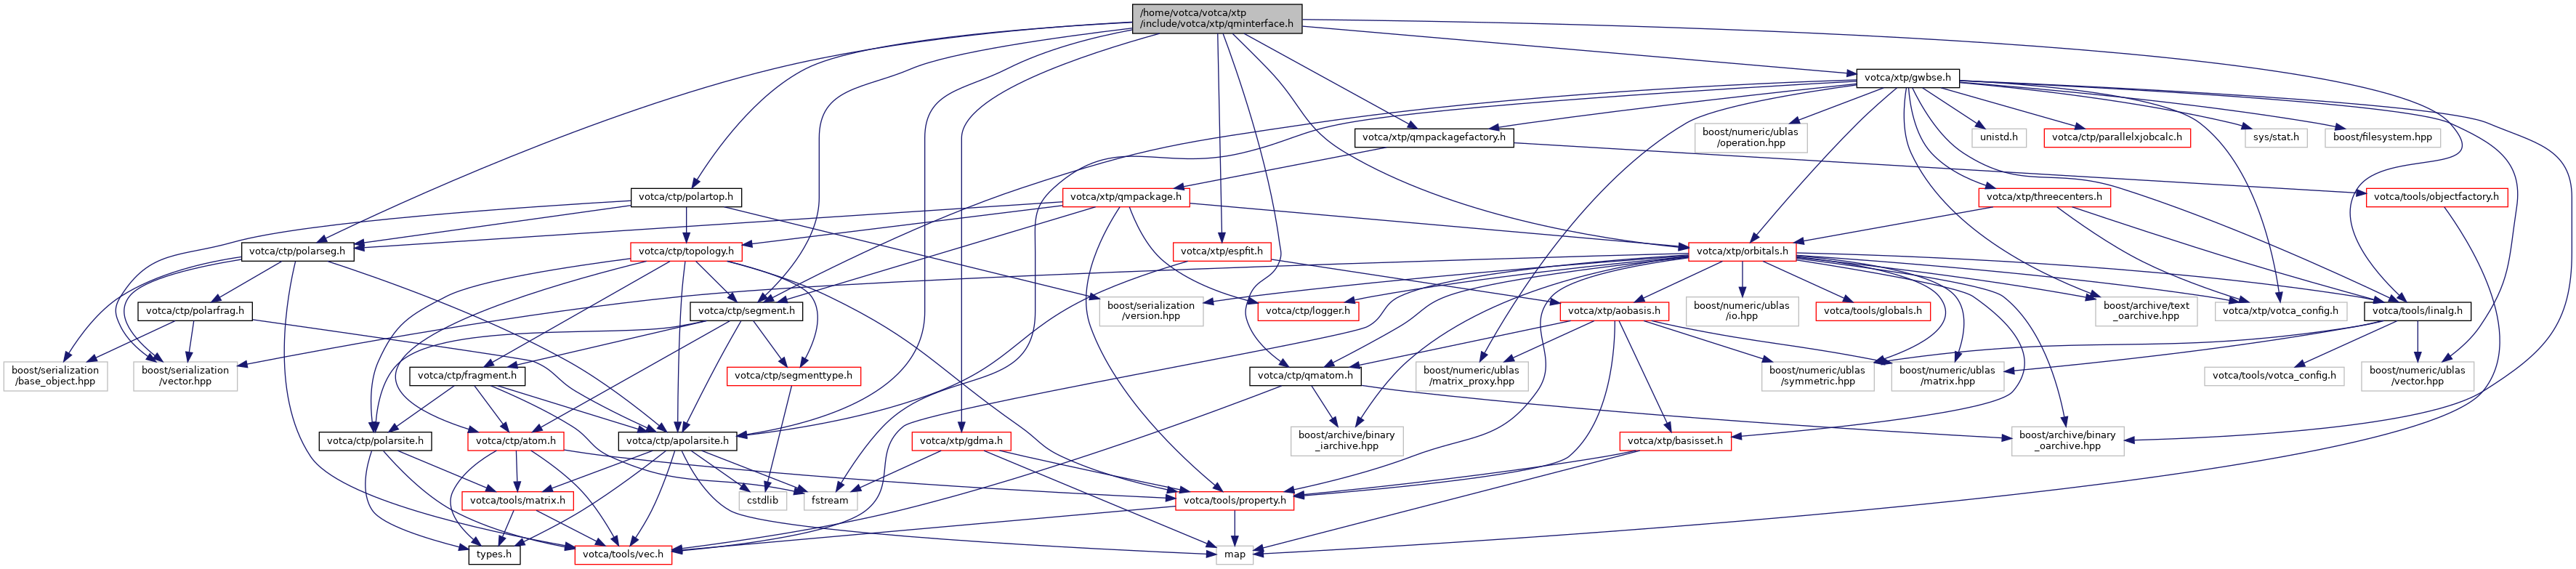 /home/votca/votca/xtp
/include/votca/xtp/qminterface.h
votca/xtp/gwbse.h
votca/xtp/qmpackagefactory.h
boost/numeric/ublas
/operation.hpp
unistd.h
votca/ctp/parallelxjobcalc.h
sys/stat.h
boost/filesystem.hpp
votca/ctp/polartop.h
votca/xtp/qmpackage.h
votca/xtp/threecenters.h
votca/tools/objectfactory.h
votca/ctp/polarseg.h
votca/ctp/topology.h
votca/xtp/espfit.h
votca/xtp/orbitals.h
votca/ctp/polarfrag.h
votca/ctp/segment.h
boost/serialization
/version.hpp
votca/ctp/logger.h
votca/xtp/aobasis.h
boost/numeric/ublas
/io.hpp
votca/tools/globals.h
boost/archive/text
_oarchive.hpp
votca/xtp/votca_config.h
votca/tools/linalg.h
boost/serialization
/base_object.hpp
boost/serialization
/vector.hpp
votca/ctp/fragment.h
votca/ctp/segmenttype.h
votca/ctp/qmatom.h
boost/numeric/ublas
/matrix_proxy.hpp
boost/numeric/ublas
/symmetric.hpp
boost/numeric/ublas
/matrix.hpp
votca/tools/votca_config.h
boost/numeric/ublas
/vector.hpp
votca/ctp/polarsite.h
votca/ctp/atom.h
votca/ctp/apolarsite.h
votca/xtp/gdma.h
boost/archive/binary
_iarchive.hpp
votca/xtp/basisset.h
boost/archive/binary
_oarchive.hpp
votca/tools/matrix.h
cstdlib
fstream
votca/tools/property.h
types.h
votca/tools/vec.h
map